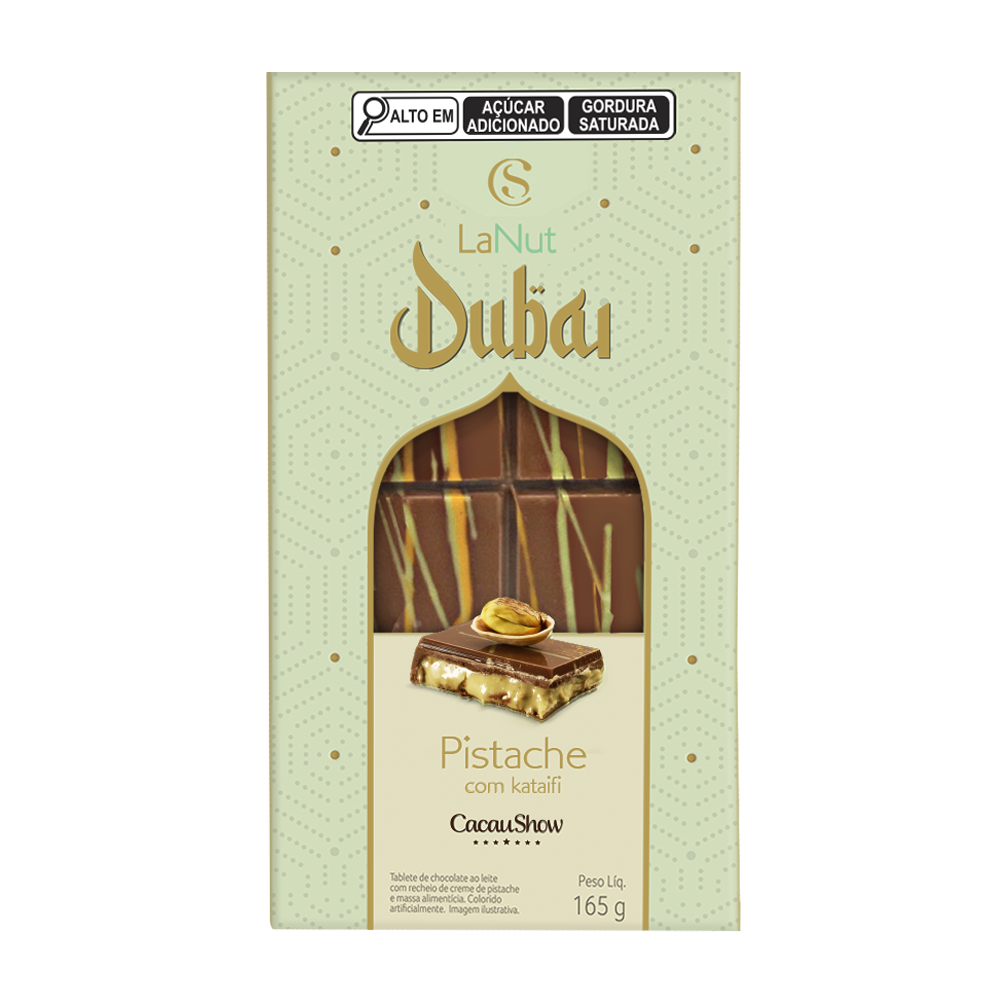 ALTO EM
AÇÚCAR
ADICIONADO
GORDURA
SATURADA
CS
LaNut
Dubai
Pistache
com kataifi
CacauShow
Tablete de chocolate ao leite
com recheio de creme de pistache
e massa alimentícia. Colorido
artificialmente. Imagem ilustrativa.
Peso Líq.
165 g